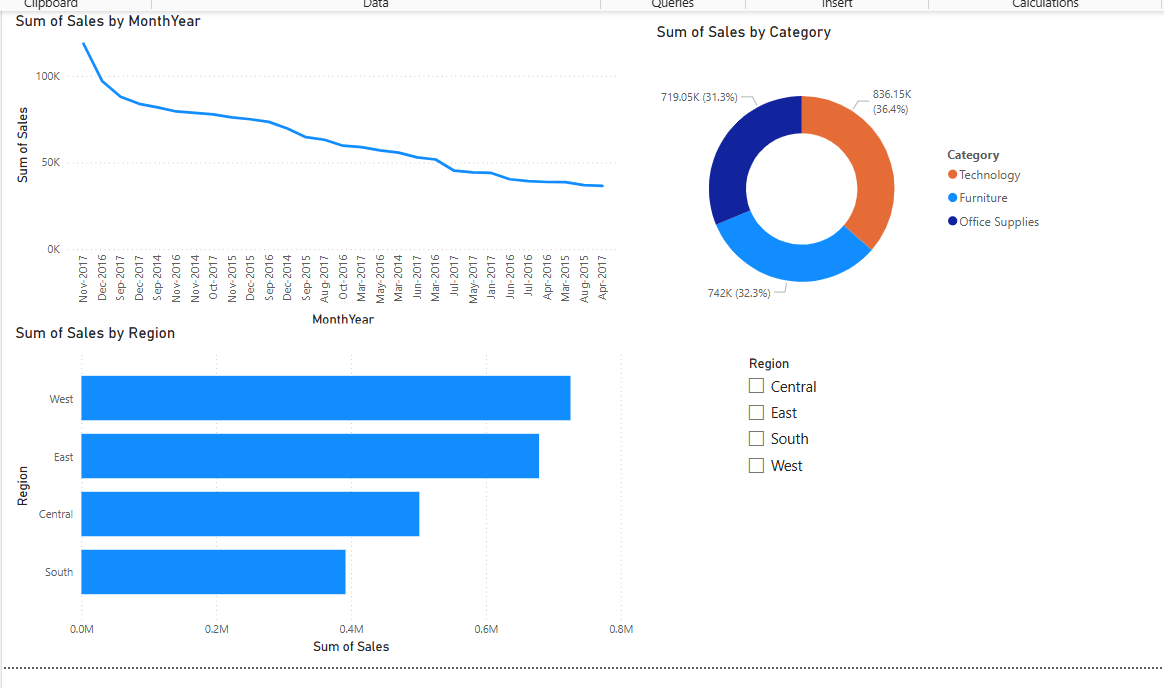 Clipboard
Data
Queries
Insert
Calculations
Sum of Sales by MonthYear
Sum of Sales
100K
50K
0K
Nov-2017
Dec-2016
Sep-2017
Dec-2017
Sep-2014
Nov-2016
Nov-2014
Oct-2017
Nov-2015
Dec-2015
Sep-2016
Dec-2014
Sep-2015
Aug-2017
Oct-2016
Mar-2017
May-2016
Mar-2014
Jun-2017
Mar-2016
Jul-2017
May-2017
Jan-2017
Jun-2016
Jul-2016
Apr-2016
Mar-2015
Aug-2015
Apr-2017
MonthYear
Sum of Sales by Category
719.05K (31.3%)
836.15K
(36.4%)
742K (32.3%)
Category
Technology
Furniture
Office Supplies
Sum of Sales by Region
Region
West
East
Central
South
0.0M
0.2M
0.4M
0.6M
0.8M
Sum of Sales
Region
Central
East
South
West